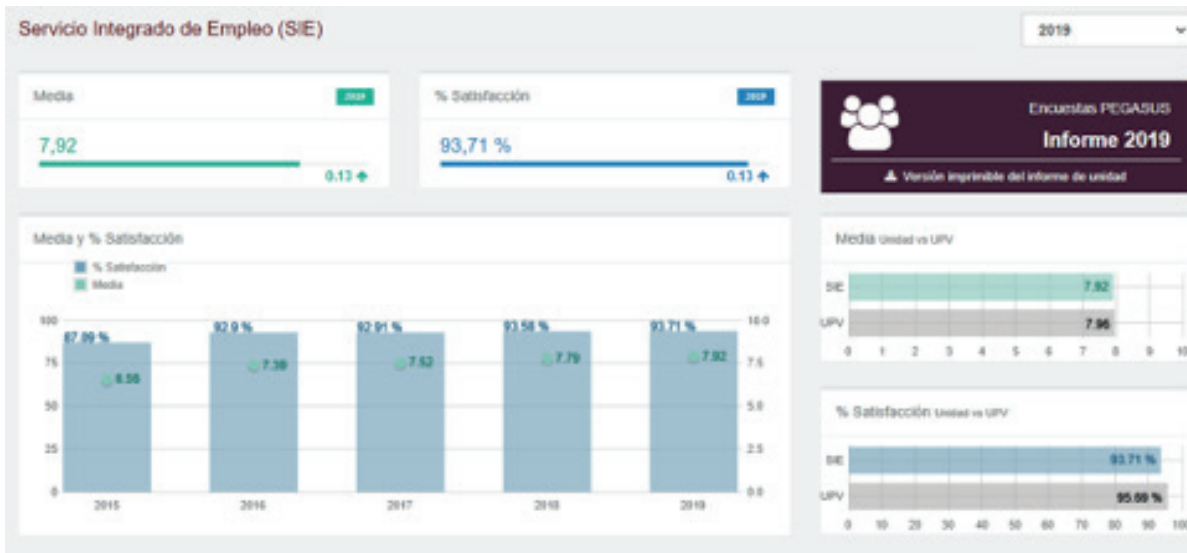 Servicio Integrado de Empleo (SIE)
2019
Media
2019
7,92
0.13
% Satisfacción
2019
93,71 %
0.13
Encuestas PEGASUS
Informe 2019
Versión imprimible del informe de unidad
Media y % Satisfacción
% Satisfacción
Media
100
75
50
25
0
87.09 %
92.9 %
92.91 %
93.58 %
93.71 %
6.56
7.39
7.52
7.79
7.92
10.0
7.5
5.0
2.5
0.0
2015
2016
2017
2018
2019
Media Unidad vs UPV
SIE
7.92
UPV
7.96
0 1 2 3 4 5 6 7 8 9 10
% Satisfacción Unidad vs UPV
SIE
93.71 %
UPV
95.69 %
0 10 20 30 40 50 60 70 80 90 100